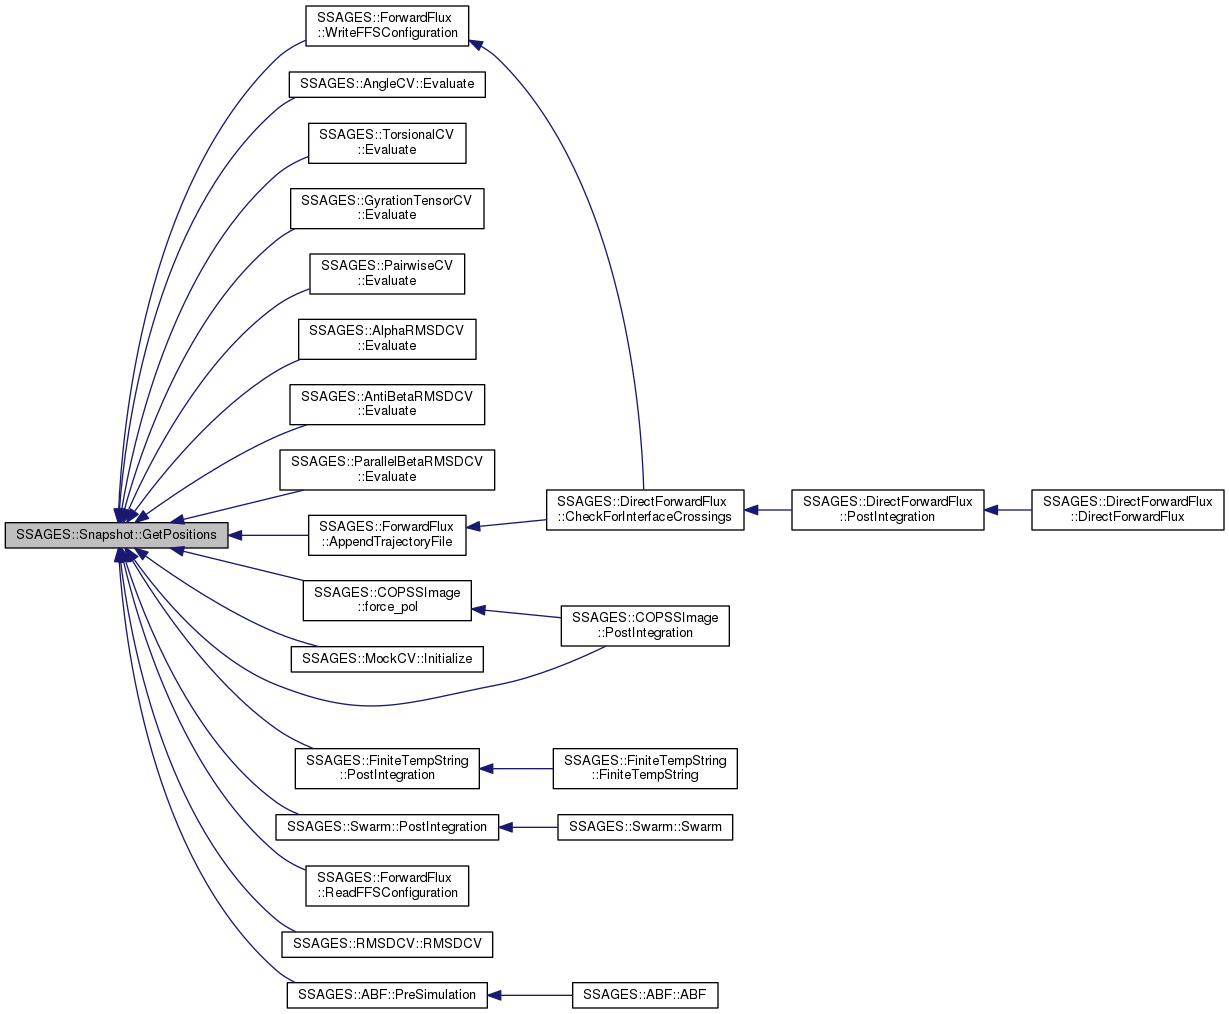 SSAGES::ForwardFlux
::WriteFFSConfiguration
SSAGES::AngleCV::Evaluate
SSAGES::TorsionalCV
::Evaluate
SSAGES::GyrationTensorCV
::Evaluate
SSAGES::PairwiseCV
::Evaluate
SSAGES::AlphaRMSDCV
::Evaluate
SSAGES::AntiBetaRMSDCV
::Evaluate
SSAGES::ParallelBetaRMSDCV
::Evaluate
SSAGES::Snapshot::GetPositions
SSAGES::ForwardFlux
::AppendTrajectoryFile
SSAGES::DirectForwardFlux
::CheckForInterfaceCrossings
SSAGES::DirectForwardFlux
::PostIntegration
SSAGES::DirectForwardFlux
::DirectForwardFlux
SSAGES::COPSSImage
::force_pol
SSAGES::COPSSImage
::PostIntegration
SSAGES::MockCV::Initialize
SSAGES::FiniteTempString
::PostIntegration
SSAGES::FiniteTempString
::FiniteTempString
SSAGES::Swarm::PostIntegration
SSAGES::Swarm::Swarm
SSAGES::ForwardFlux
::ReadFFSConfiguration
SSAGES::RMSDCV::RMSDCV
SSAGES::ABF::PreSimulation
SSAGES::ABF::ABF